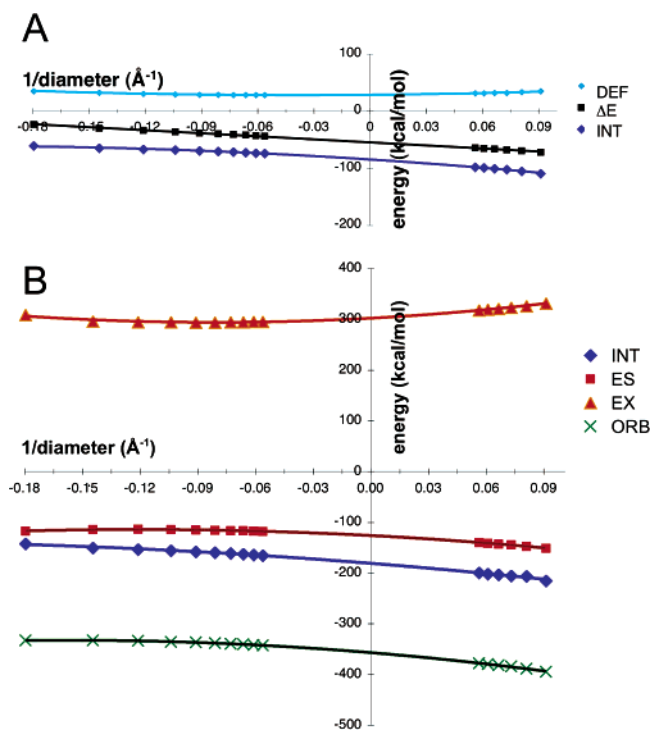 A
100
1/diameter (Å-1)
0
-0.18 -0.15 -0.12 -0.09 -0.06 -0.03 0 0.03 0.06 0.09
-100
-200
energy (kcal/mol)
DEF
ΔE
INT
B
400
300
200
100
0
1/diameter (Å-1)
-0.18 -0.15 -0.12 -0.09 -0.06 -0.03 0.00 0.03 0.06 0.09
-100
-200
-300
-400
-500
energy (kcal/mol)
INT
ES
EX
ORB